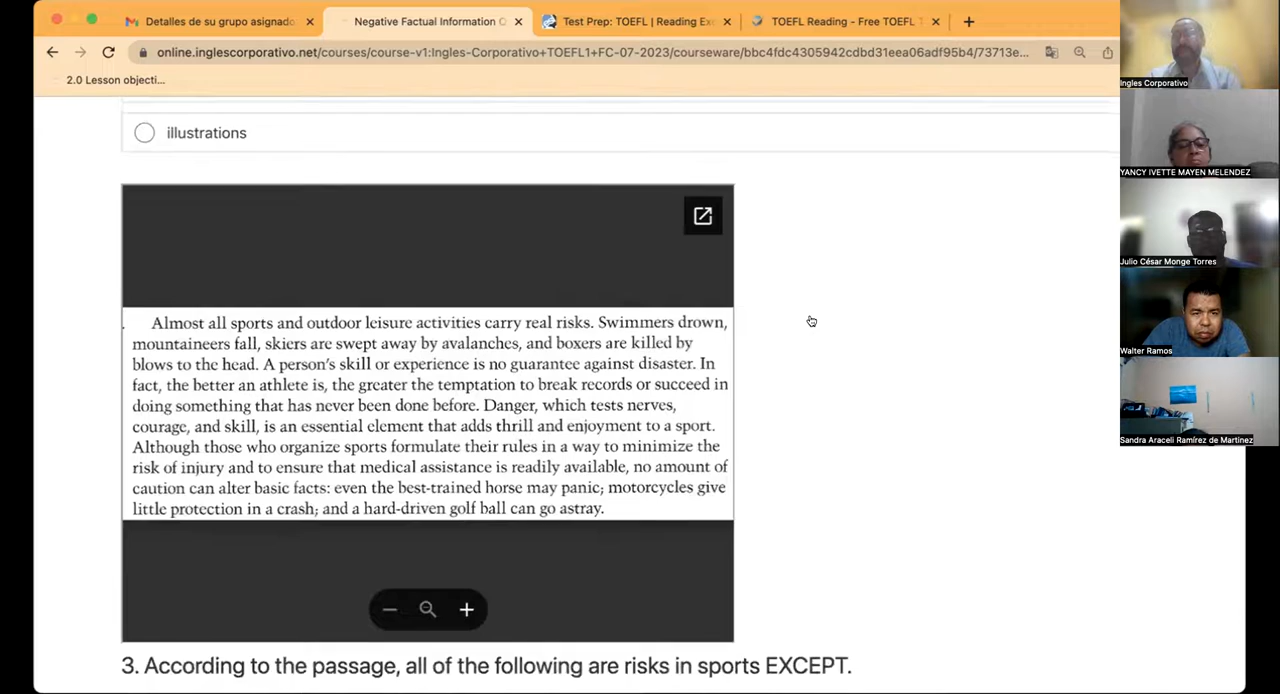 Detalles de su grupo asignado
Negative Factual Information Q
Test Prep: TOEFL | Reading Exe
TOEFL Reading - Free TOEFL T
online.inglescorporativo.net/courses/course-v1:Ingles-Corporativo+TOEFL1+FC-07-2023/courseware/bbc4fdc4305942cdbd31eea06adf95b4/73713e...
2.0 Lesson objecti...
illustrations
Almost all sports and outdoor leisure activities carry real risks. Swimmers drown,
mountaineers fall, skiers are swept away by avalanches, and boxers are killed by
blows to the head. A person's skill or experience is no guarantee against disaster. In
fact, the better an athlete is, the greater the temptation to break records or succeed in
doing something that has never been done before. Danger, which tests nerves,
courage, and skill, is an essential element that adds thrill and enjoyment to a sport.
Although those who organize sports formulate their rules in a way to minimize the
risk of injury and to ensure that medical assistance is readily available, no amount of
caution can alter basic facts: even the best-trained horse may panic; motorcycles give
little protection in a crash; and a hard-driven golf ball can go astray.
3. According to the passage, all of the following are risks in sports EXCEPT.
Ingles Corporativo
YANCY IVETTE MAYEN MELENDEZ
Julio César Monge Torres
Walter Ramos
Sandra Araceli Ramírez de Martínez